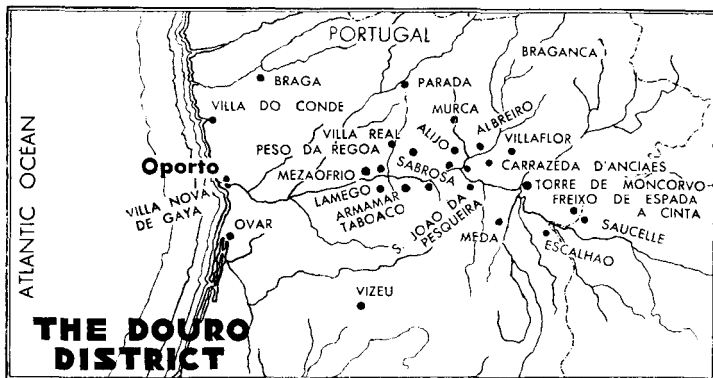 PORTUGAL
BRAGANCA
BRAGA
PARADA
VILLA DO CONDE
MURCA
ALBREIRO
ALIJO
VILLA REAL
VILLAFLOR
PESO DA REGOA
SABROSA
CARRAZEDA D'ANCIAES
Oporto
MEZAOFRIO
TORRE DE MONCORVO
VILLA NOVA
DE GAYA
LAMEGO
ARMAMAR
TABOACO
FREIXO DE ESPADA
A CINTA
S. JOAO DA
PESQUEIRA
SAUCELLE
OVAR
MEDA
ESCALHAO
ATLANTIC OCEAN
VIZEU
THE DOURO
DISTRICT